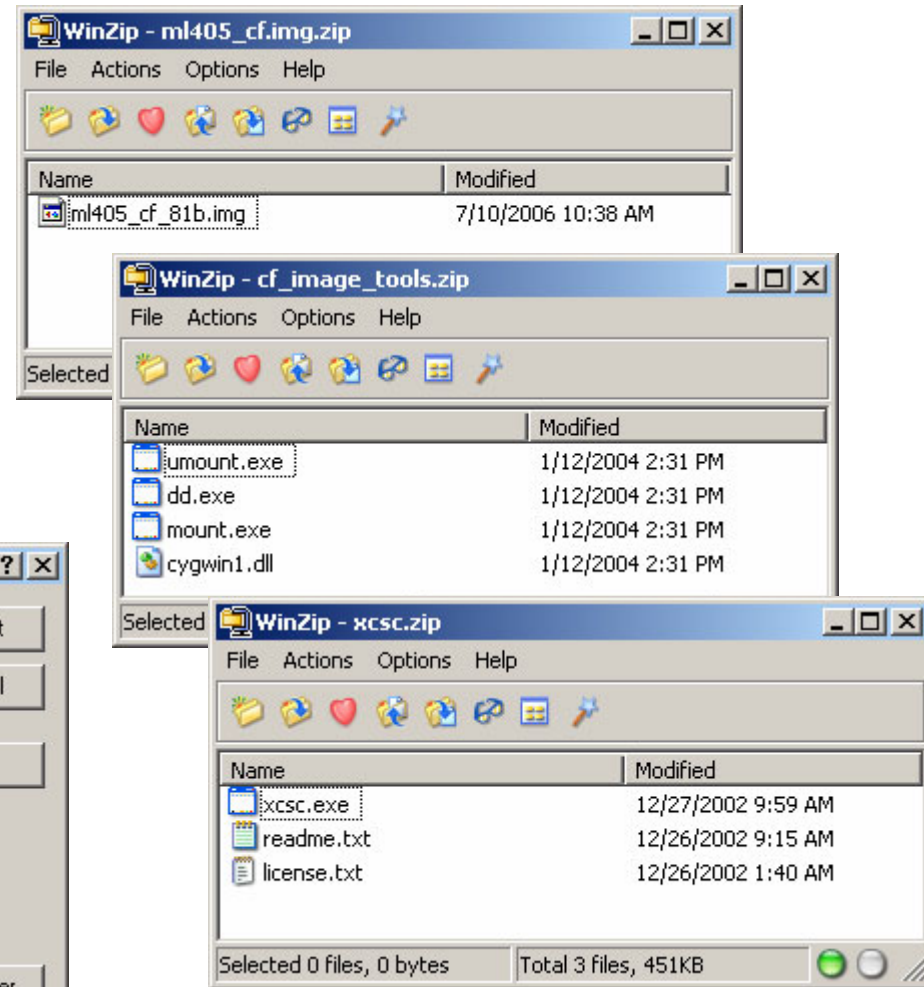 WinZip - ml405_cf.img.zip
File Actions Options Help
Name Modified
ml405_cf_81b.img 7/10/2006 10:38 AM
Selected
WinZip - cf_image_tools.zip
File Actions Options Help
Name Modified
umount.exe 1/12/2004 2:31 PM
dd.exe 1/12/2004 2:31 PM
mount.exe 1/12/2004 2:31 PM
cygwin1.dll 1/12/2004 2:31 PM
Selected
WinZip - xcsc.zip
File Actions Options Help
Name Modified
xcsc.exe 12/27/2002 9:59 AM
readme.txt 12/26/2002 9:15 AM
license.txt 12/26/2002 1:40 AM
Selected 0 files, 0 bytes Total 3 files, 451KB